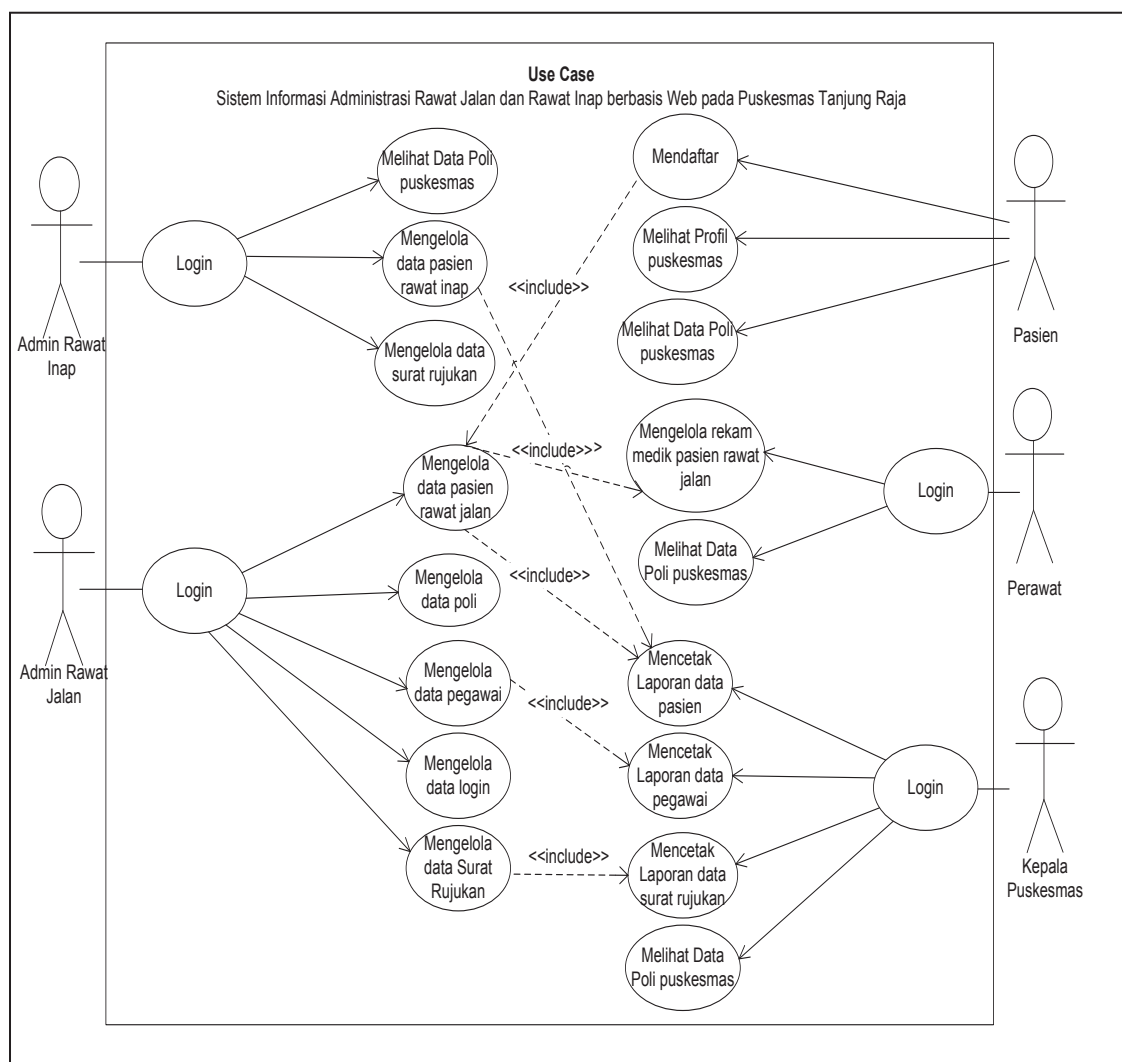 Use Case
Sistem Informasi Administrasi Rawat Jalan dan Rawat Inap berbasis Web pada Puskesmas Tanjung Raja
Admin Rawat
Inap
Login
Melihat Data Poli
puskesmas
Mengelola
data pasien
rawat inap
Mengelola data
surat rujukan
Mendaftar
Melihat Profil
puskesmas
Melihat Data Poli
puskesmas
Pasien
<<include>>
Admin Rawat
Jalan
Login
Mengelola
data pasien
rawat jalan
Mengelola
data poli
Mengelola
data pegawai
Mengelola
data login
Mengelola
data Surat
Rujukan
<<include>>>
<<include>>
<<include>>
<<include>>
Mengelola rekam
medik pasien rawat
jalan
Melihat Data
Poli puskesmas
Login
Perawat
Mencetak
Laporan data
pasien
Mencetak
Laporan data
pegawai
Mencetak
Laporan data
surat rujukan
Melihat Data
Poli puskesmas
Login
Kepala
Puskesmas